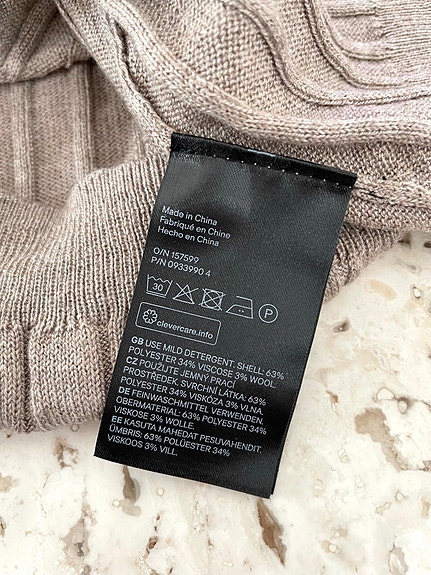 Made in China
Fabriqué en Chine
Hecho en China
O/N 157599
P/N 0933990 4
30 P
clevercare.info
GB USE MILD DETERGENT. SHELL: 63%
POLYESTER 34% VISCOSE 3% WOOL.
CZ POUŽIJTE JEMNÝ PRACÍ
PROSTŘEDEK. SVRCHNÍ LÁTKA: 63%
POLYESTER 34% VISKÓZA 3% VLNA.
DE FEINWASCHMITTEL VERWENDEN.
OBERMATERIAL: 63% POLYESTER 34%
VISKOSE 3% WOLLE.
EE KASUTA MAHEDAT PESUVAHENDIT.
ÜMBRIS: 63% POLÜESTER 34%
VISKOOS 3% VILL.